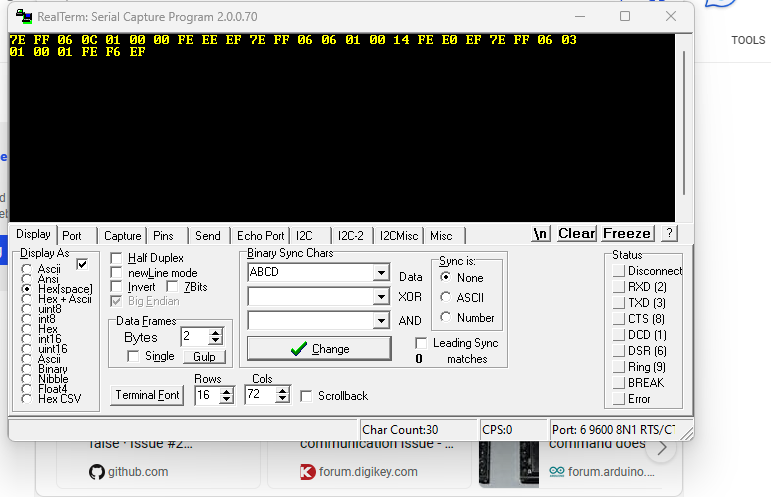 RealTerm: Serial Capture Program 2.0.0.70
TOOLS
7E FF 06 0C 01 00 00 FE EE EF 7E FF 06 06 01 00 14 FE E0 EF 7E FF 06 03
01 00 01 FE F6 EF
Display Port Capture Pins Send Echo Port I2C I2C-2 I2CMisc Misc \n Clear Freeze ?
Display As
Ascii
Ansi
Hex[space]
Hex + Ascii
uint8
int8
Hex
int16
uint16
Ascii
Binary
Nibble
Float4
Hex CSV
Half Duplex
newLine mode
Invert 7Bits
Big Endian
Data Frames
Bytes 2
Single Gulp
Terminal Font
Rows
16
Cols
72
Scrollback
Binary Sync Chars
ABCD
Data
XOR
AND
Change
Sync is:
None
ASCII
Number
Leading Sync
0 matches
Status
Disconnect
RXD (2)
TXD (3)
CTS (8)
DCD (1)
DSR (6)
Ring (9)
BREAK
Error
Char Count:30 CPS:0 Port: 6 9600 8N1 RTS/CT
false · Issue #2...
github.com
communication issue - ...
forum.digikey.com
command does
forum.arduino....